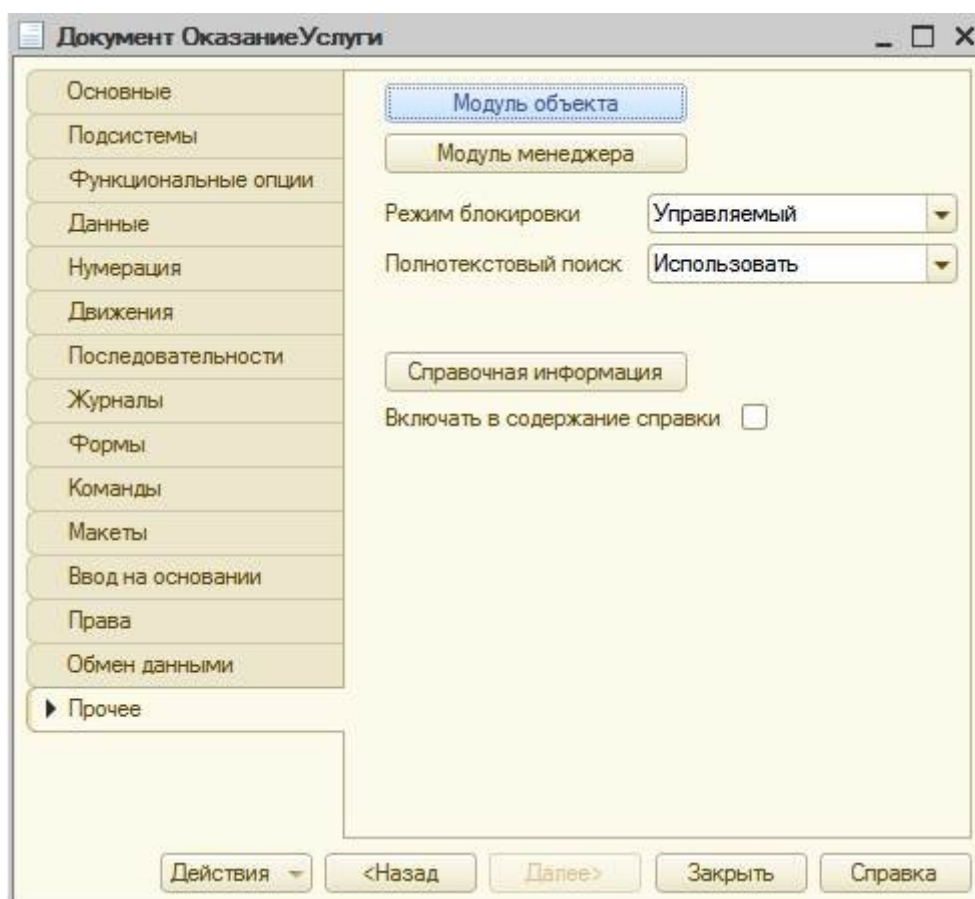 Документ ОказаниеУслуги
Основные
Подсистемы
Функциональные опции
Данные
Нумерация
Движения
Последовательности
Журналы
Формы
Команды
Макеты
Ввод на основании
Права
Обмен данными
Прочее
Модуль объекта
Модуль менеджера
Режим блокировки Управляемый
Полнотекстовый поиск Использовать
Справочная информация
Включать в содержание справки
Действия <Назад Далее> Закрыть Справка